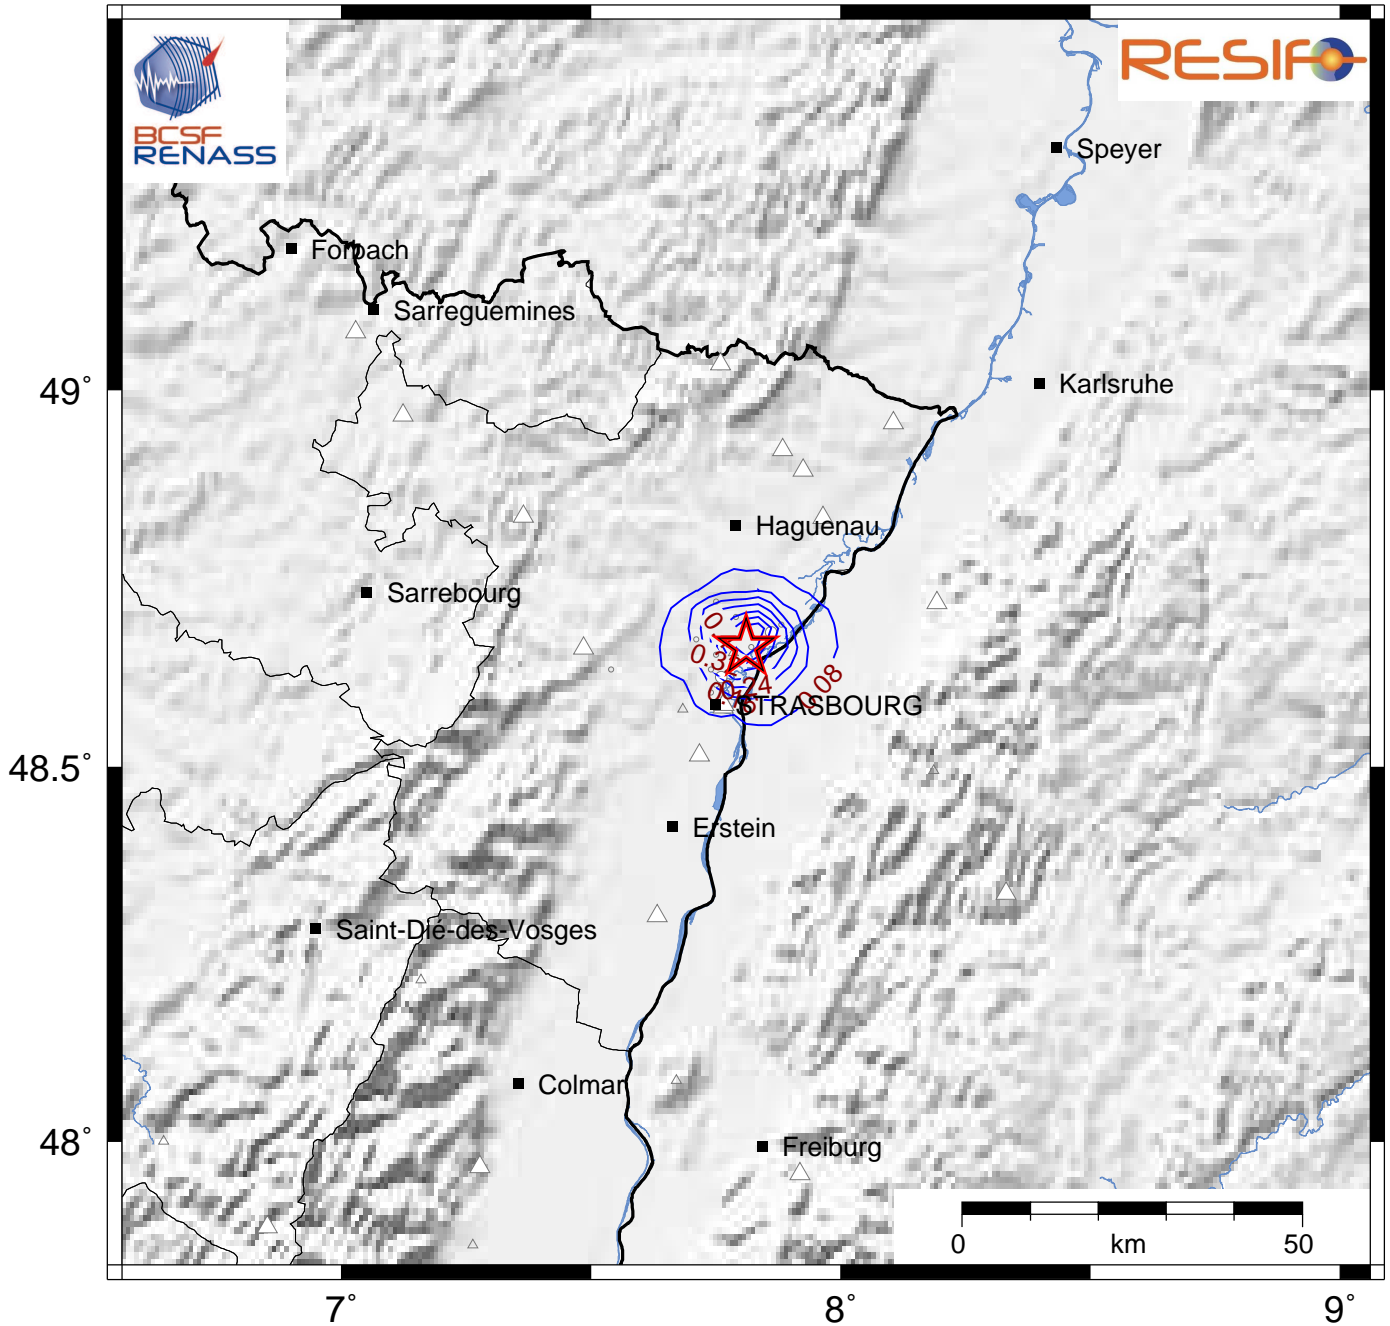 BCSF
RENASS
RESIF
Speyer
Forbach
Sarreguemines
49°
Karlsruhe
Haguenau
Sarrebourg
0.08
STRASBOURG
48.5°
Erstein
Saint-Dié-des-Vosges
Colmar
48°
Freiburg
0
km
50
7°
8°
9°